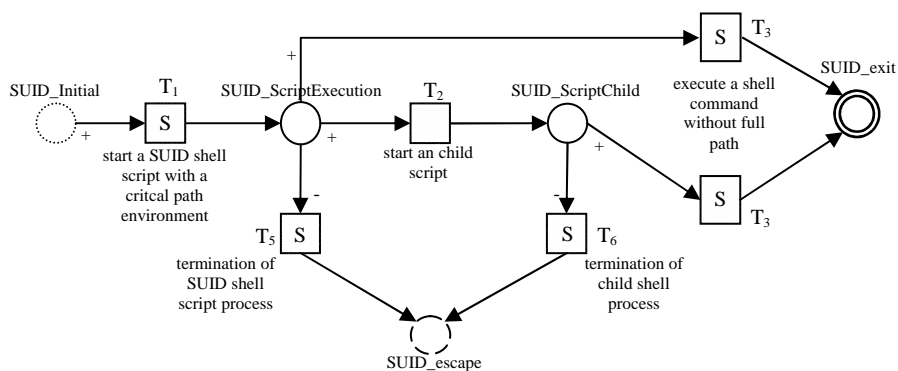 S
T3
+
SUID_exit
SUID_Initial
T1
SUID_ScriptExecution
T2
SUID_ScriptChild
execute a shell
command
without full
path
+
S
+
+
start a SUID shell
script with a
critcal path
environment
start an child
script
-
-
S
T3
T5
S
S
T6
termination of
SUID shell
script process
termination of
child shell
process
SUID_escape